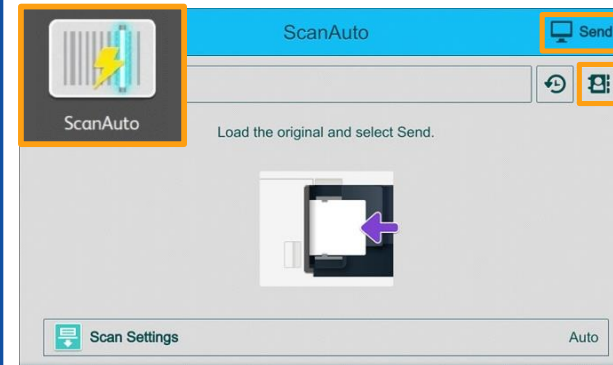 ScanAuto
Send
ScanAuto
Load the original and select Send.
Scan Settings
Auto